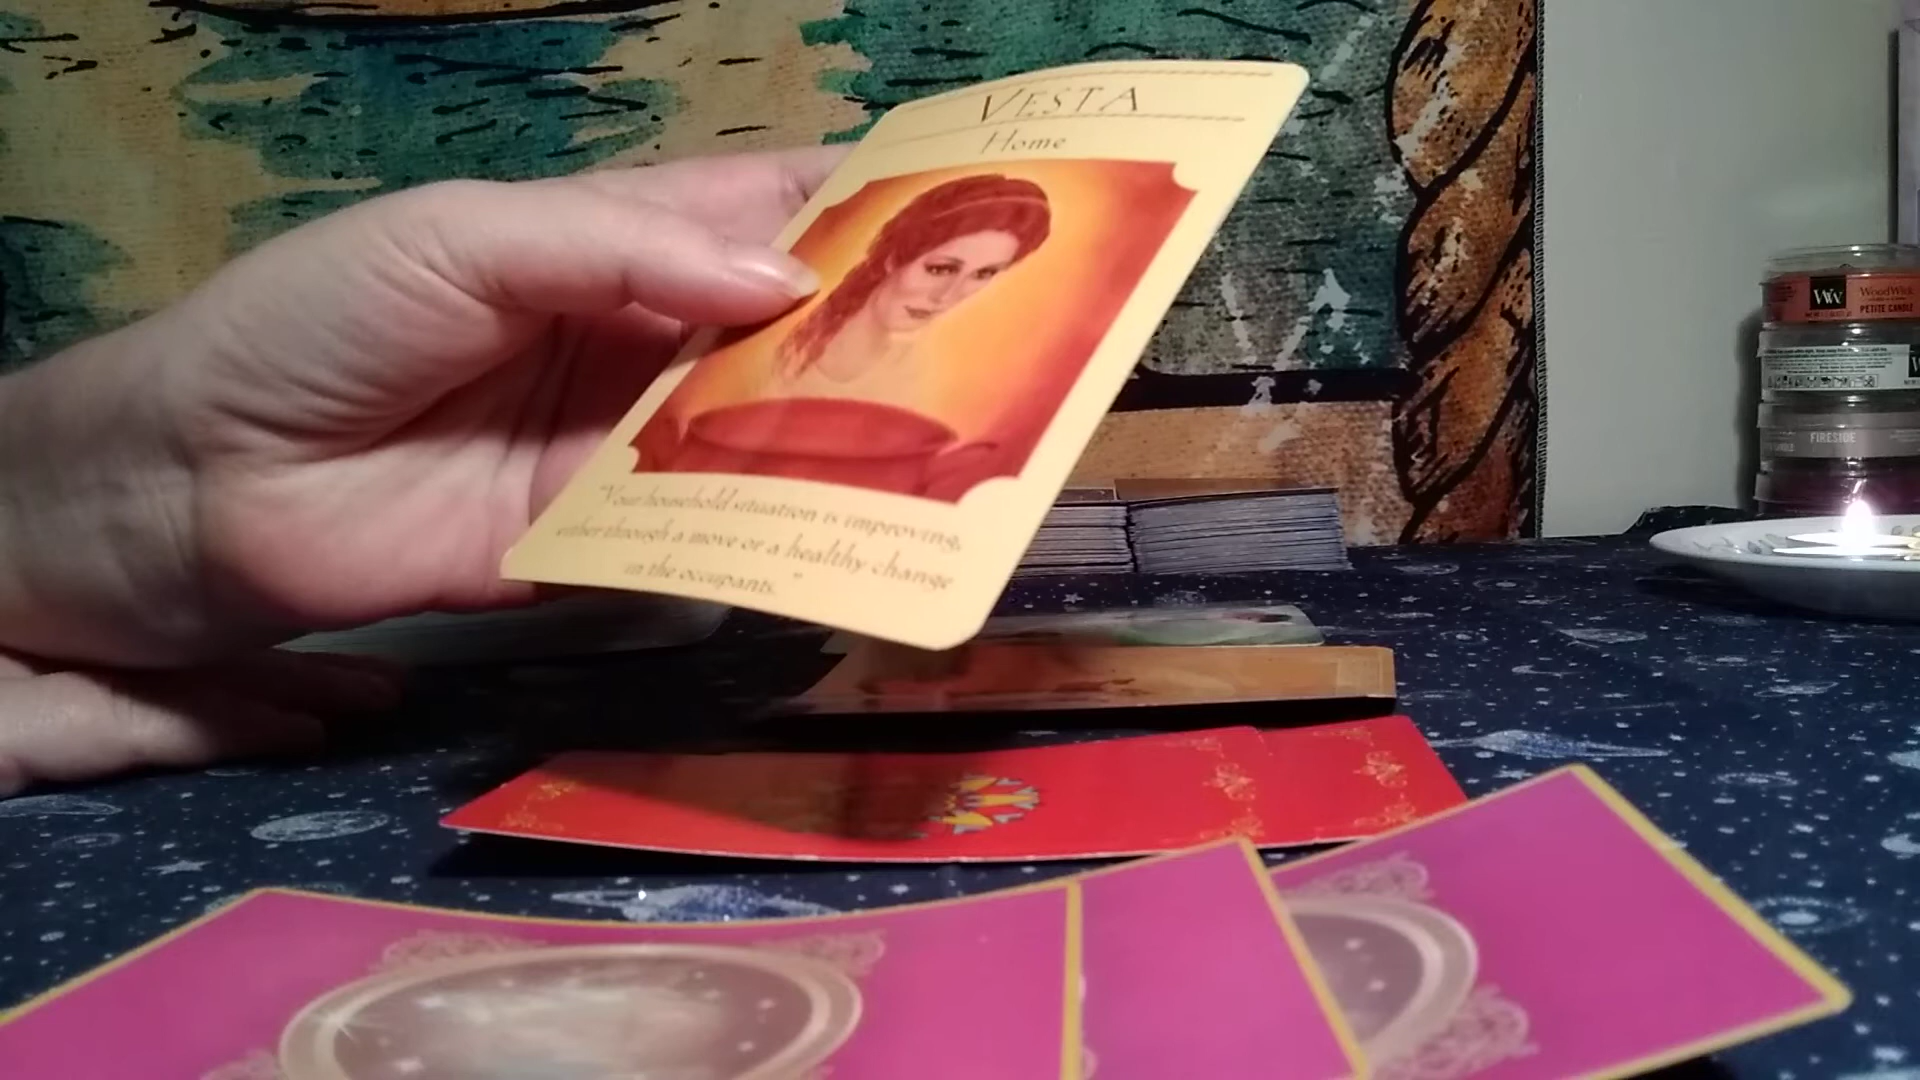 VESTA
Home
"Your household situation is improving,
either through a move or a healthy change
in the occupants."
WW
WoodWick
PETITE CANDLE
FIRESIDE